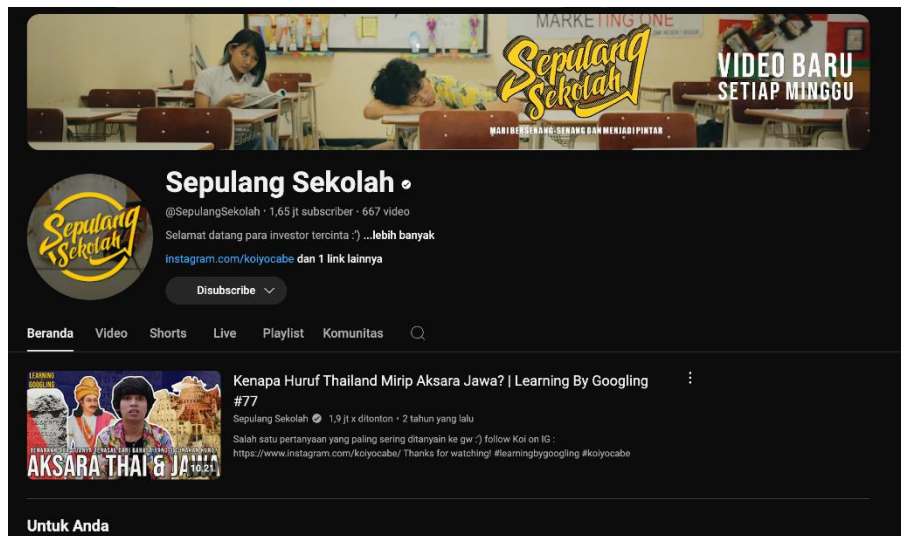 MARKETING ONE
Sepulang
Sekolah
VIDEO BARU
SETIAP MINGGU
MARI BERSENANG-SENANG DAN MENJADI PINTAR
Sepulang
Sekolah
Sepulang Sekolah
@SepulangSekolah · 1,65 jt subscriber · 667 video
Selamat datang para investor tercinta :') ...lebih banyak
instagram.com/koiyocabe dan 1 link lainnya
Disubscribe
Beranda Video Shorts Live Playlist Komunitas
LEARNING
GOOGLING
AKSARA THAI & JAWA
10.21
Kenapa Huruf Thailand Mirip Aksara Jawa? | Learning By Googling
#77
Sepulang Sekolah 1,9 jt x ditonton • 2 tahun yang lalu
Salah satu pertanyaan yang paling sering ditanyain ke gw :') follow Koi on IG :
https://www.instagram.com/koiyocabe/ Thanks for watching! #learningbygoogling #koiyocabe
Untuk Anda